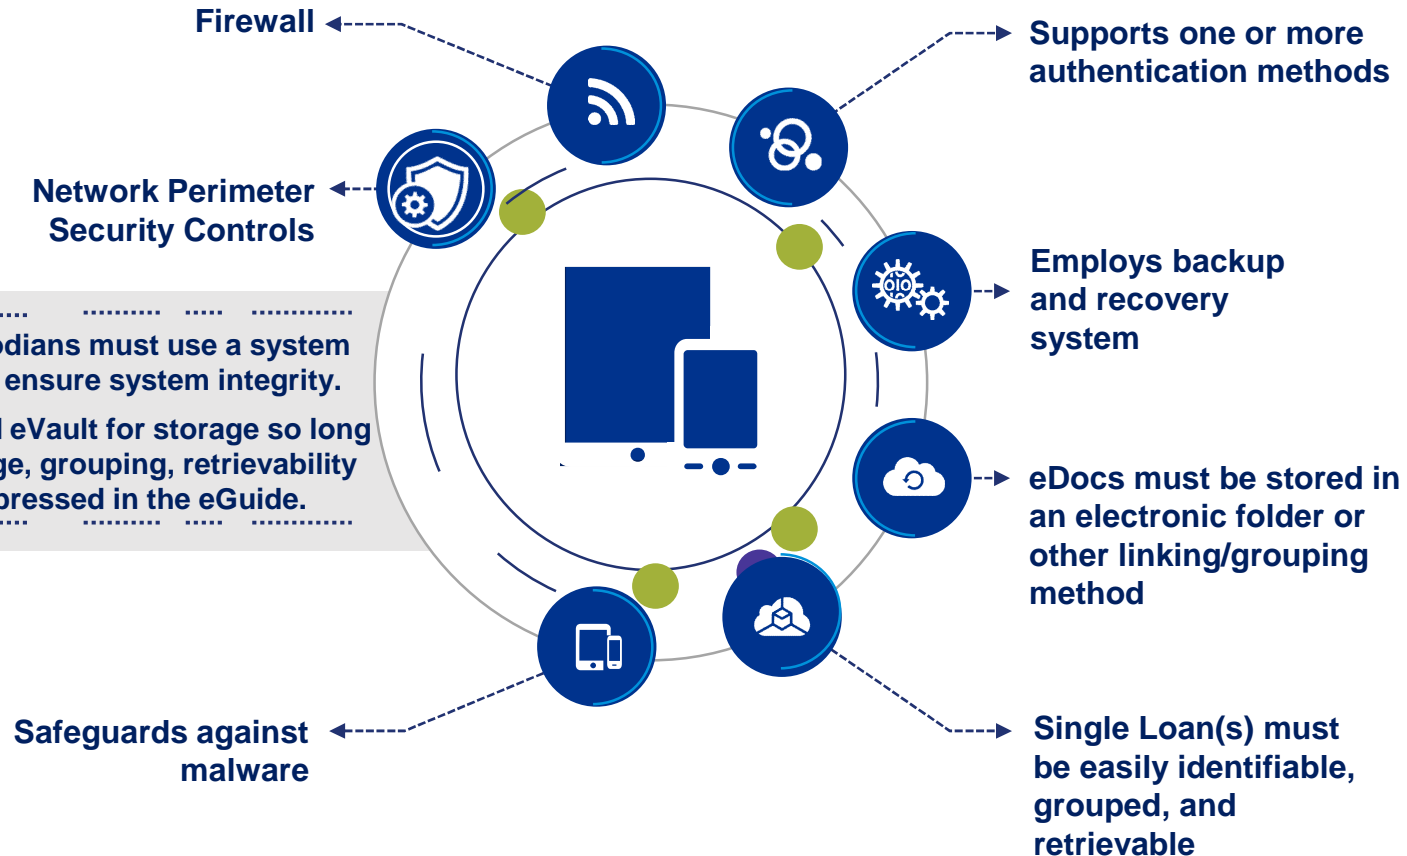 Firewall
Supports one or more
authentication methods
Network Perimeter
Security Controls
Employs backup
and recovery
system
must use a system
ensure system integrity.
eVault for storage so long
grouping, retrievability
in the eGuide.
eDocs must be stored in
an electronic folder or
other linking/grouping
method
Safeguards against
malware
Single Loan(s) must
be easily identifiable,
grouped, and
retrievable